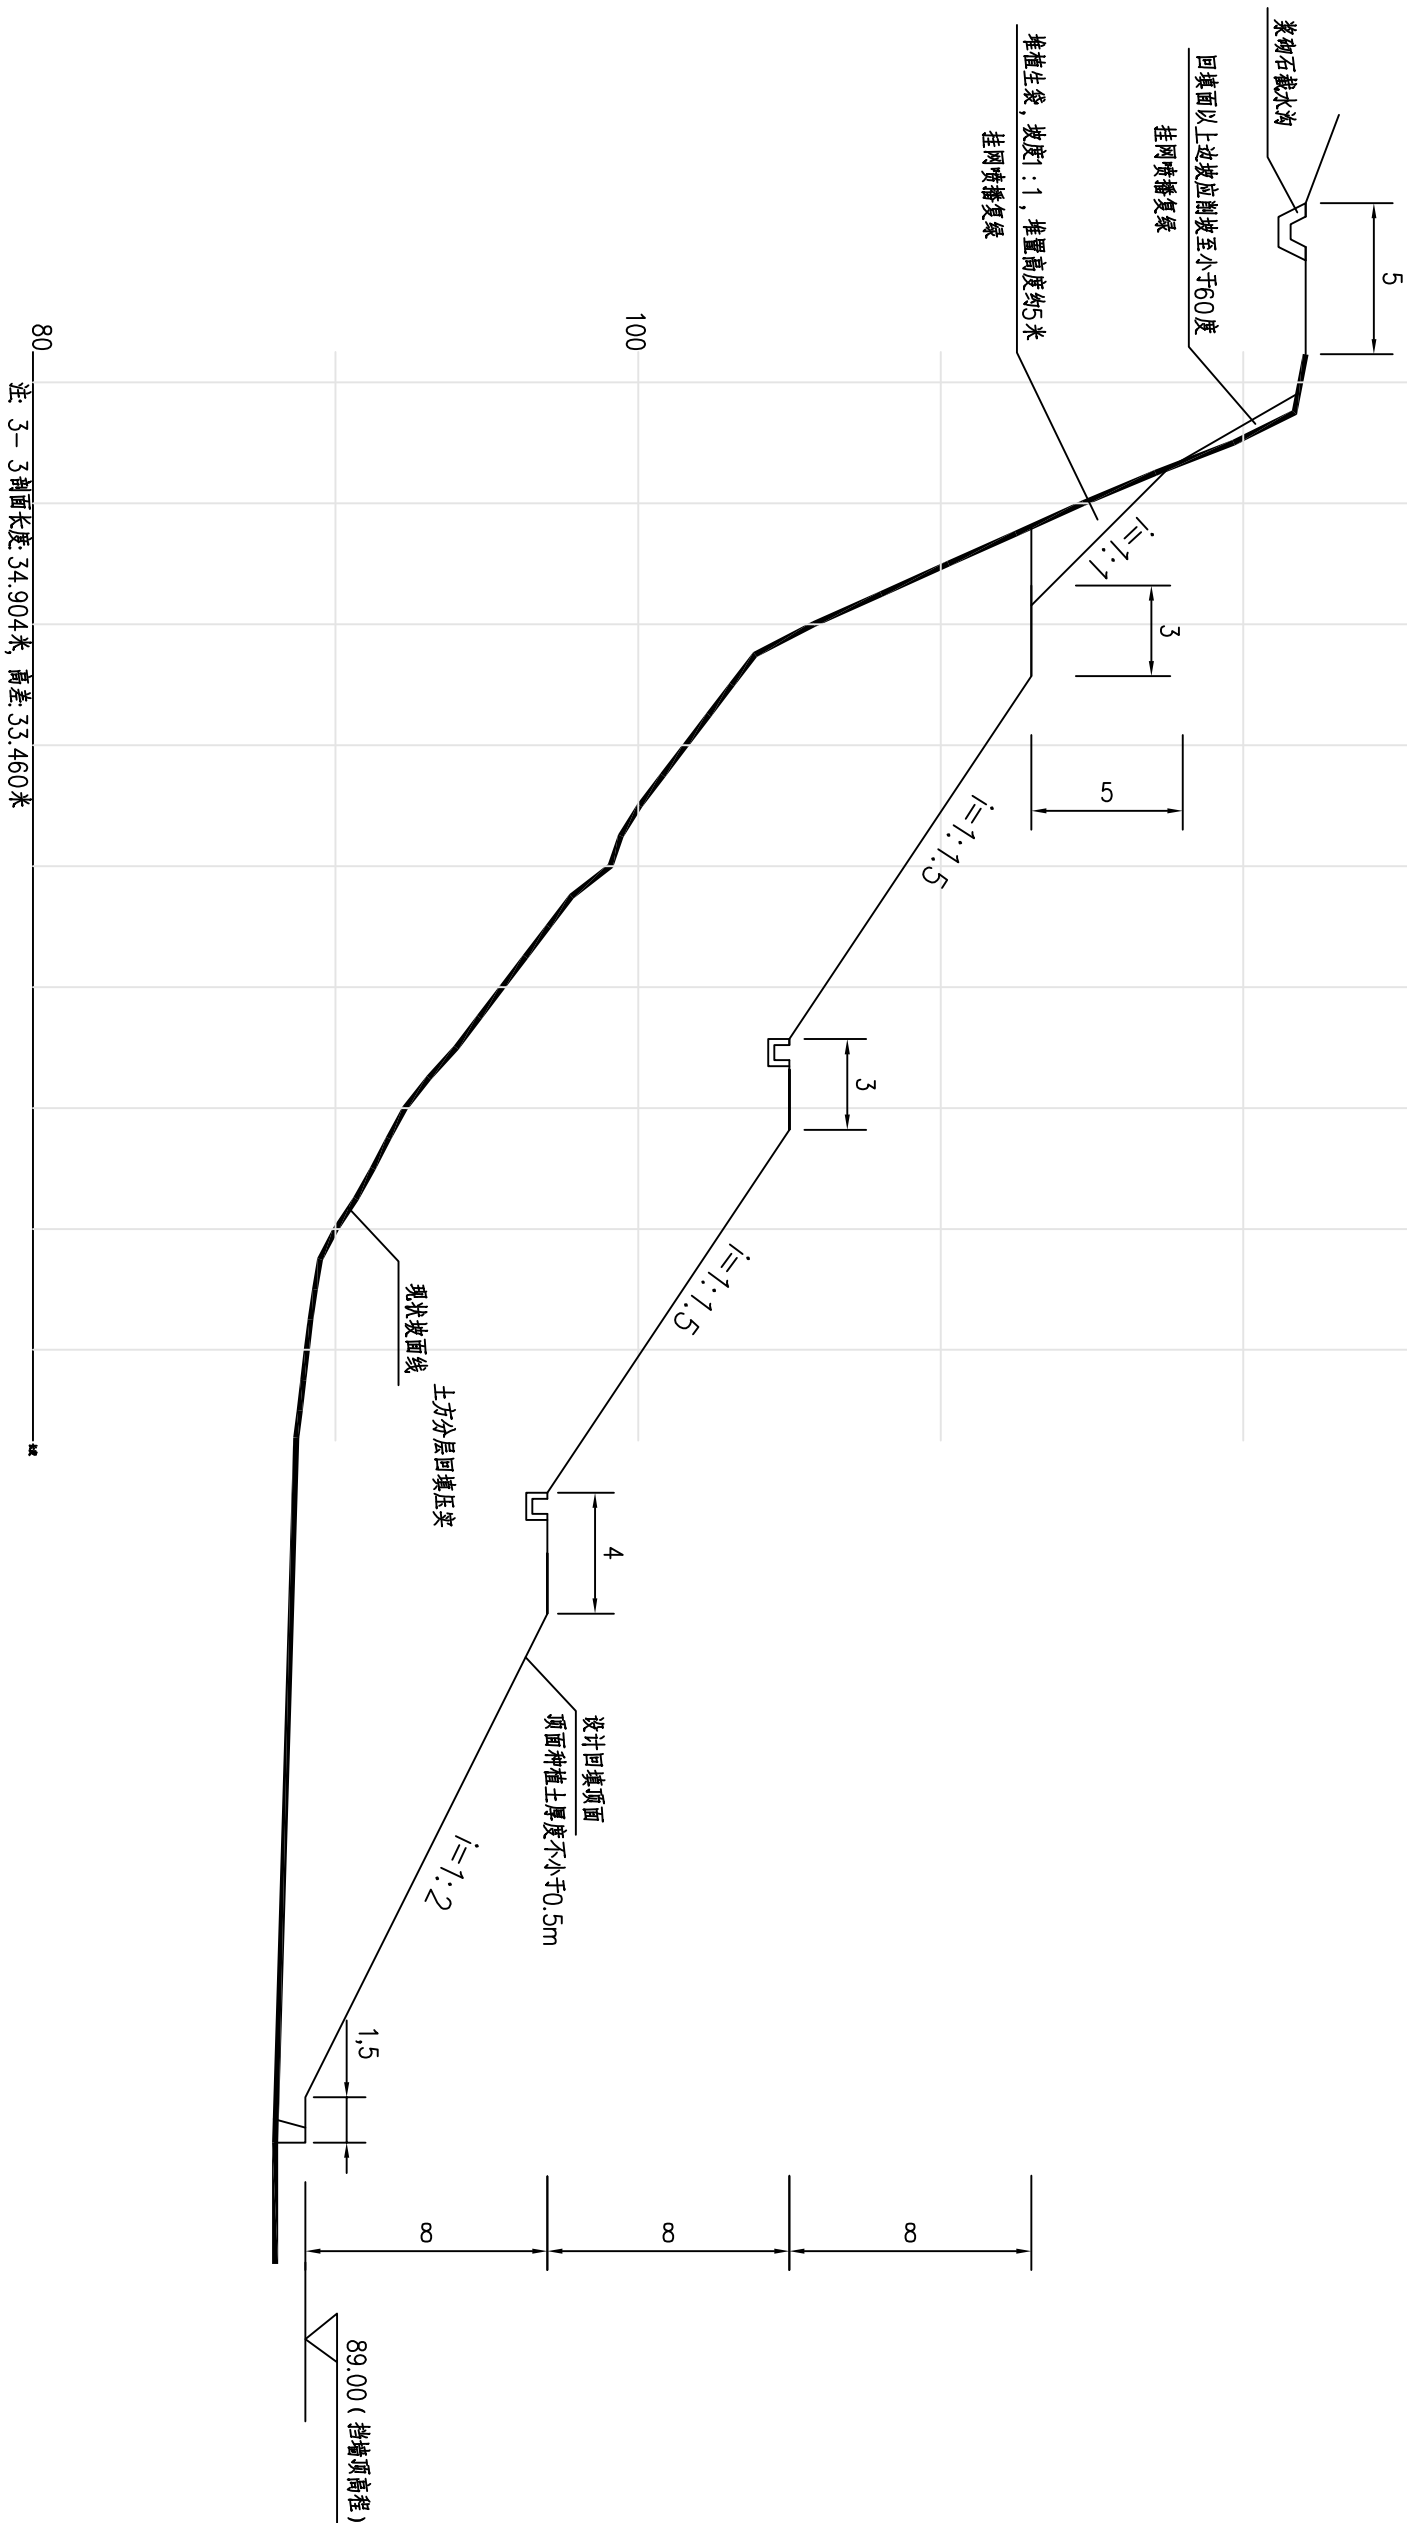 浆砌石截水沟
5
回填面以上边坡应削坡至小于60度
挂网喷播复绿
堆植生袋，坡度1:1，堆置高度约5米
挂网喷播复绿
i=1:1
3
5
i=1:1.5
3
i=1:1.5
4
100
现状坡面线
土方分层回填压实
设计回填顶面
顶面种植土厚度不小于0.5m
i=1:2
1,5
8
8
8
89.00(挡墙顶高程)
80
注: 3-3剖面长度:34.904米, 高差:33.460米